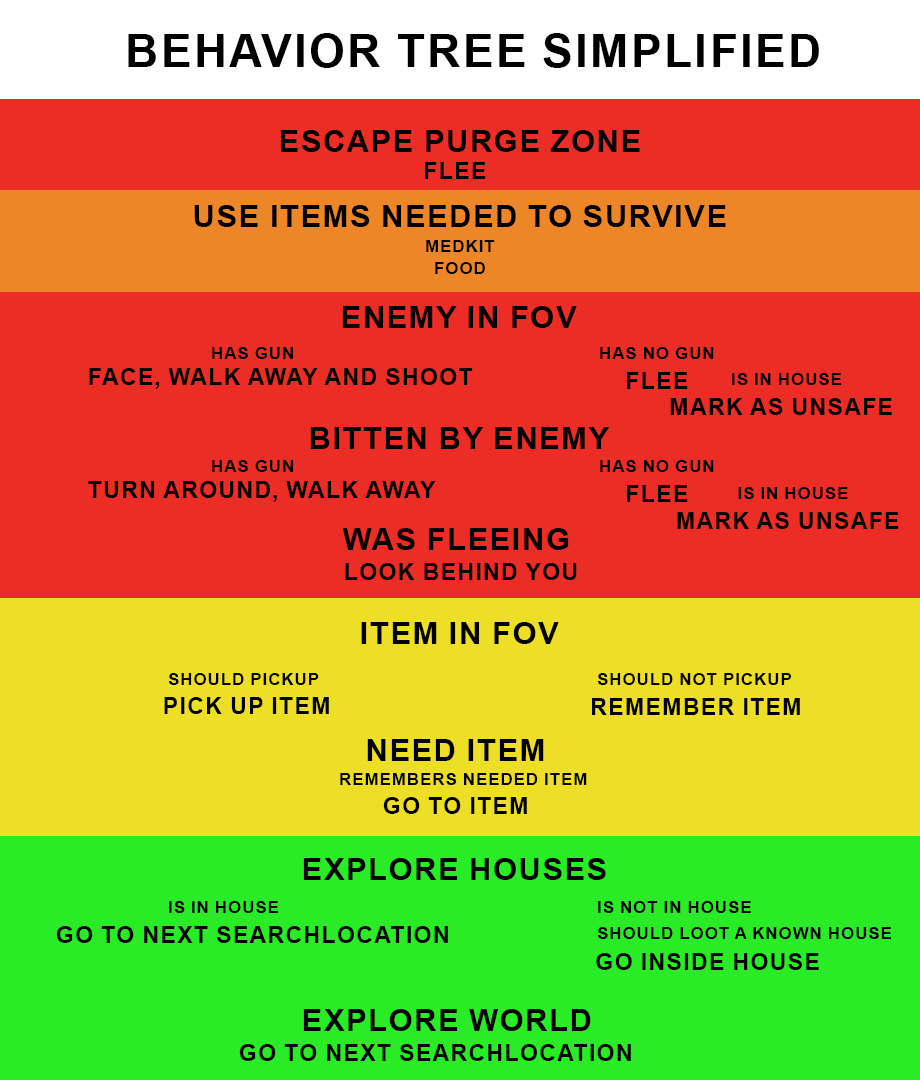 BEHAVIOR TREE SIMPLIFIED
ESCAPE PURGE ZONE
FLEE
USE ITEMS NEEDED TO SURVIVE
MEDKIT
FOOD
ENEMY IN FOV
HAS GUN
FACE, WALK AWAY AND SHOOT
HAS NO GUN
FLEE
IS IN HOUSE
MARK AS UNSAFE
BITTEN BY ENEMY
HAS GUN
TURN AROUND, WALK AWAY
HAS NO GUN
FLEE
IS IN HOUSE
MARK AS UNSAFE
WAS FLEEING
LOOK BEHIND YOU
ITEM IN FOV
SHOULD PICKUP
PICK UP ITEM
SHOULD NOT PICKUP
REMEMBER ITEM
NEED ITEM
REMEMBERS NEEDED ITEM
GO TO ITEM
EXPLORE HOUSES
IS IN HOUSE
GO TO NEXT SEARCHLOCATION
IS NOT IN HOUSE
SHOULD LOOT A KNOWN HOUSE
GO INSIDE HOUSE
EXPLORE WORLD
GO TO NEXT SEARCHLOCATION